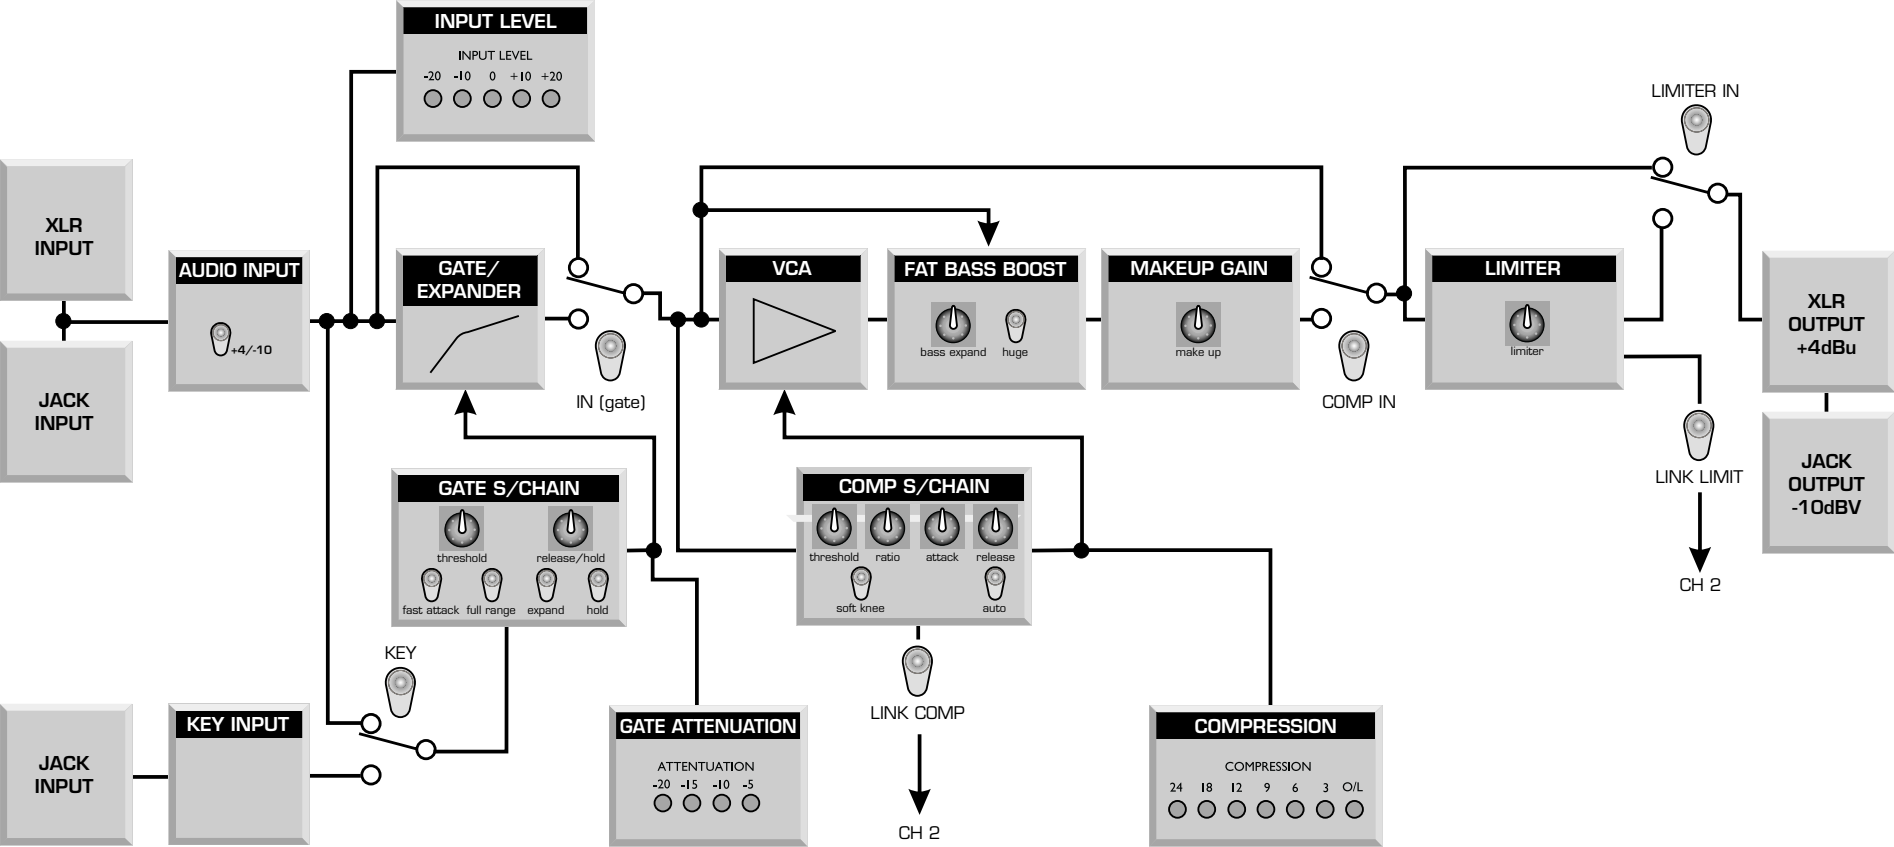 INPUT LEVEL
INPUT LEVEL
-20 -10 0 +10 +20
LIMITER IN
XLR
INPUT
AUDIO INPUT
+4/-10
JACK
INPUT
GATE/
EXPANDER
IN (gate)
VCA
FAT BASS BOOST
bass expand huge
MAKEUP GAIN
make up
COMP IN
LIMITER
limiter
XLR
OUTPUT
+4dBu
JACK
OUTPUT
-10dBV
LINK LIMIT
CH 2
GATE S/CHAIN
threshold release/hold
fast attack full range expand hold
COMP S/CHAIN
threshold ratio attack release
soft knee auto
KEY
LINK COMP
CH 2
JACK
INPUT
KEY INPUT
GATE ATTENUATION
ATTENTUATION
-20 -15 -10 -5
COMPRESSION
COMPRESSION
24 18 12 9 6 3 O/L